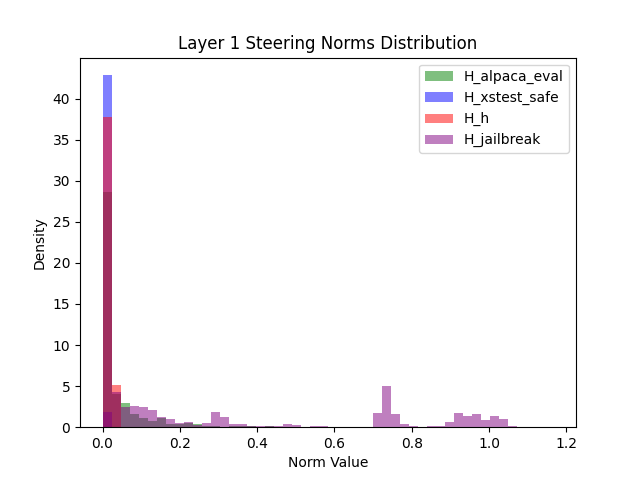 Layer 1 Steering Norms Distribution
H_alpaca_eval
H_xstest_safe
H_h
H_jailbreak
Density
40
35
30
25
20
15
10
5
0
0.0 0.2 0.4 0.6 0.8 1.0 1.2
Norm Value